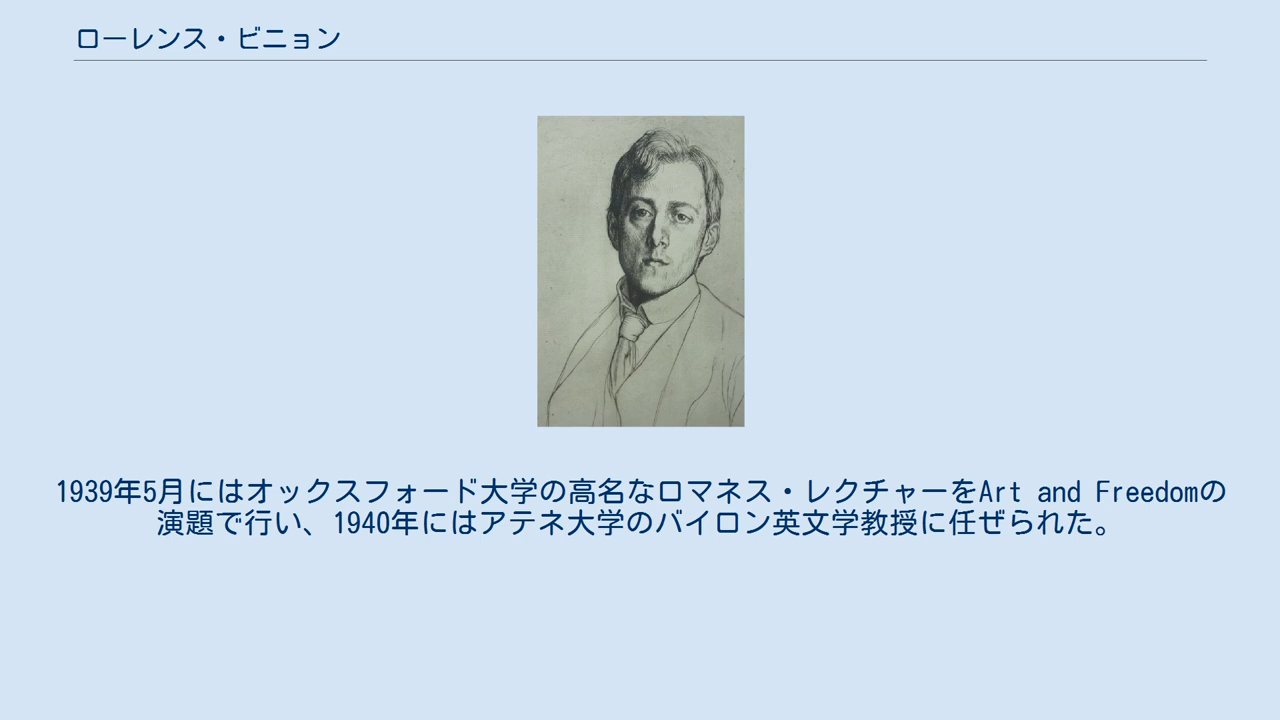 ローレンス・ビニョン
1939年5月にはオックスフォード大学の高名なロマネス・レクチャーをArt and Freedomの
演題で行い、1940年にはアテネ大学のバイロン英文学教授に任ぜられた。